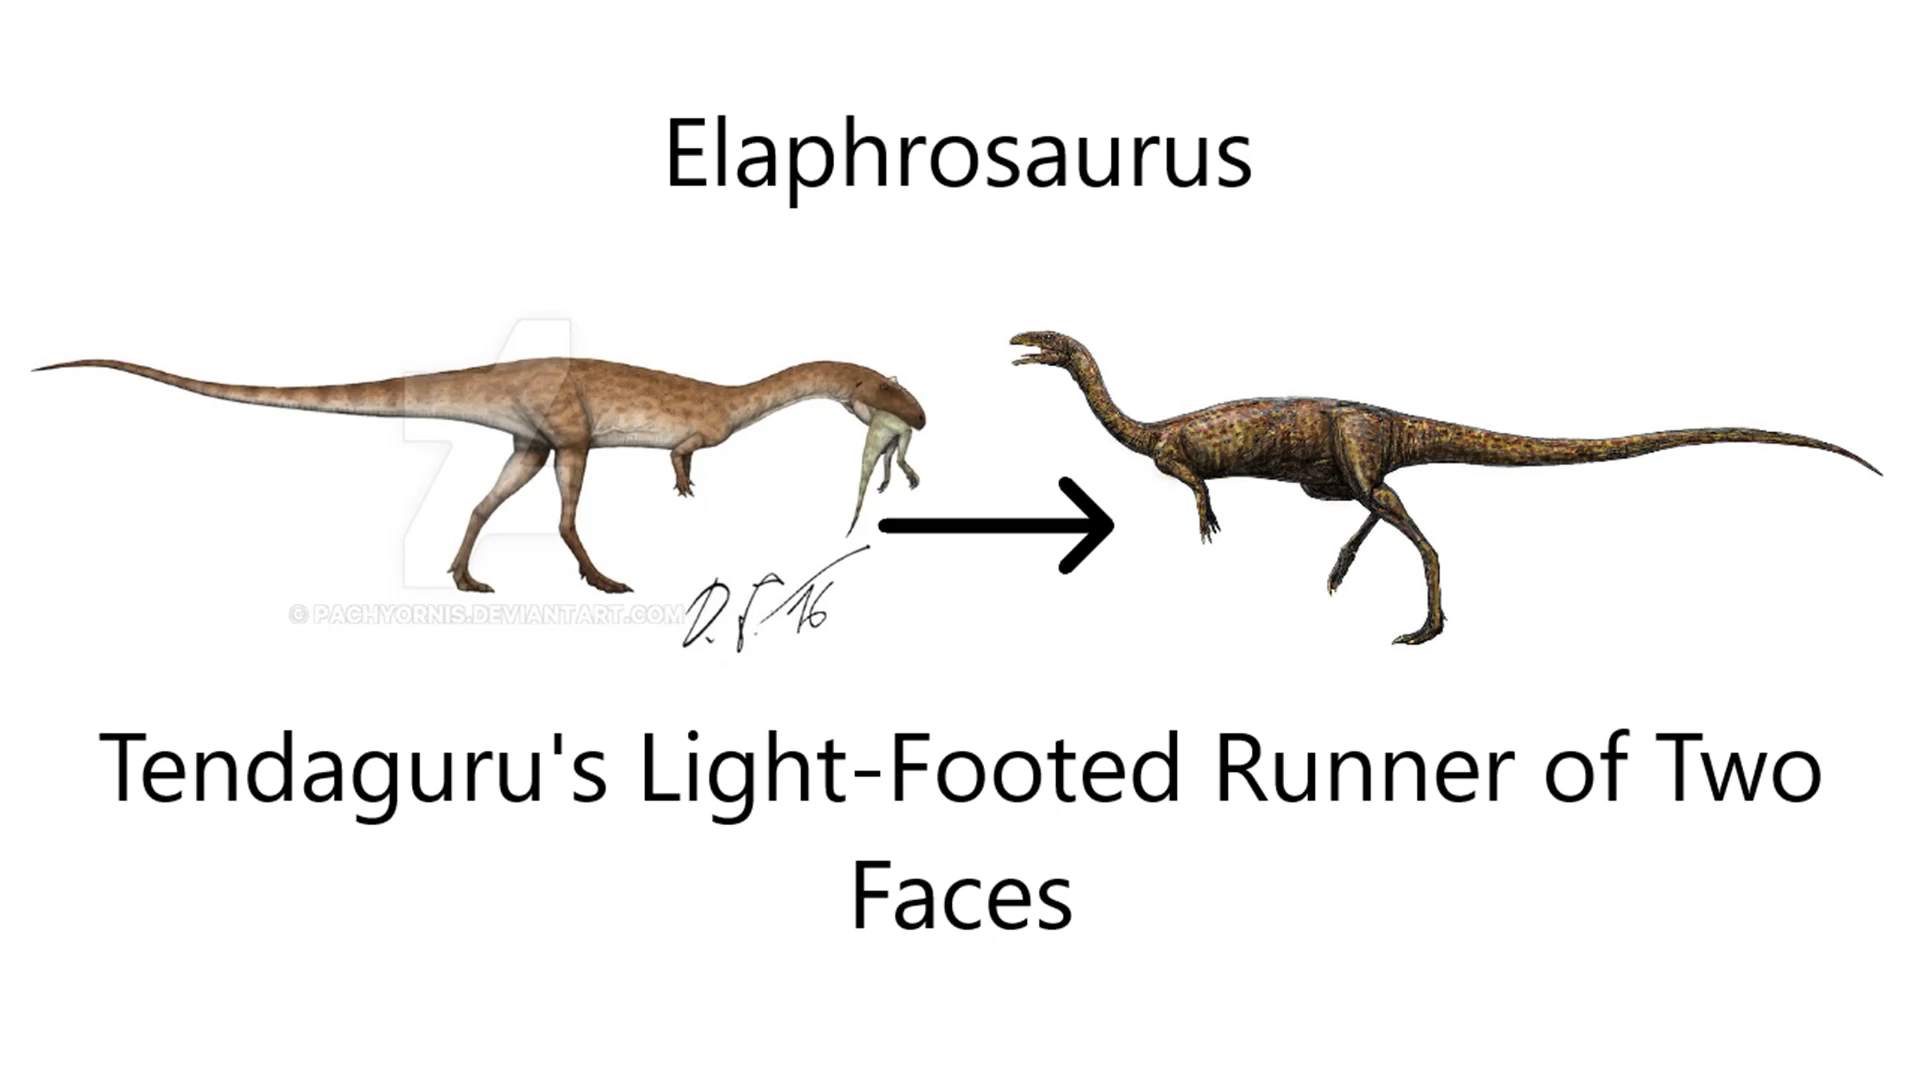 Elaphrosaurus
© PACHYORNIS.DEVIANTART.COM
Tendaguru's Light-Footed Runner of Two
Faces